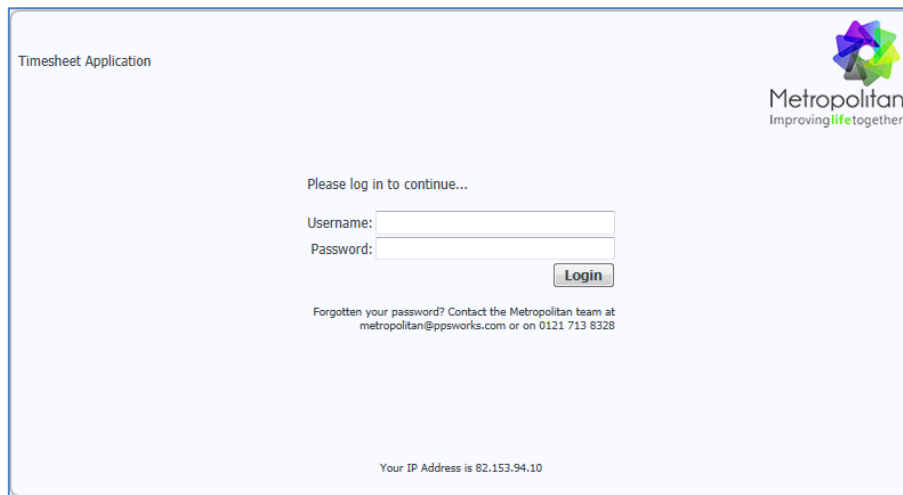 Timesheet Application
Metropolitan
Improvinglifetogether
Please log in to continue...
Username:
Password:
Login
Forgotten your password? Contact the Metropolitan team at
metropolitan@ppsworks.com or on 0121 713 8328
Your IP Address is 82.153.94.10